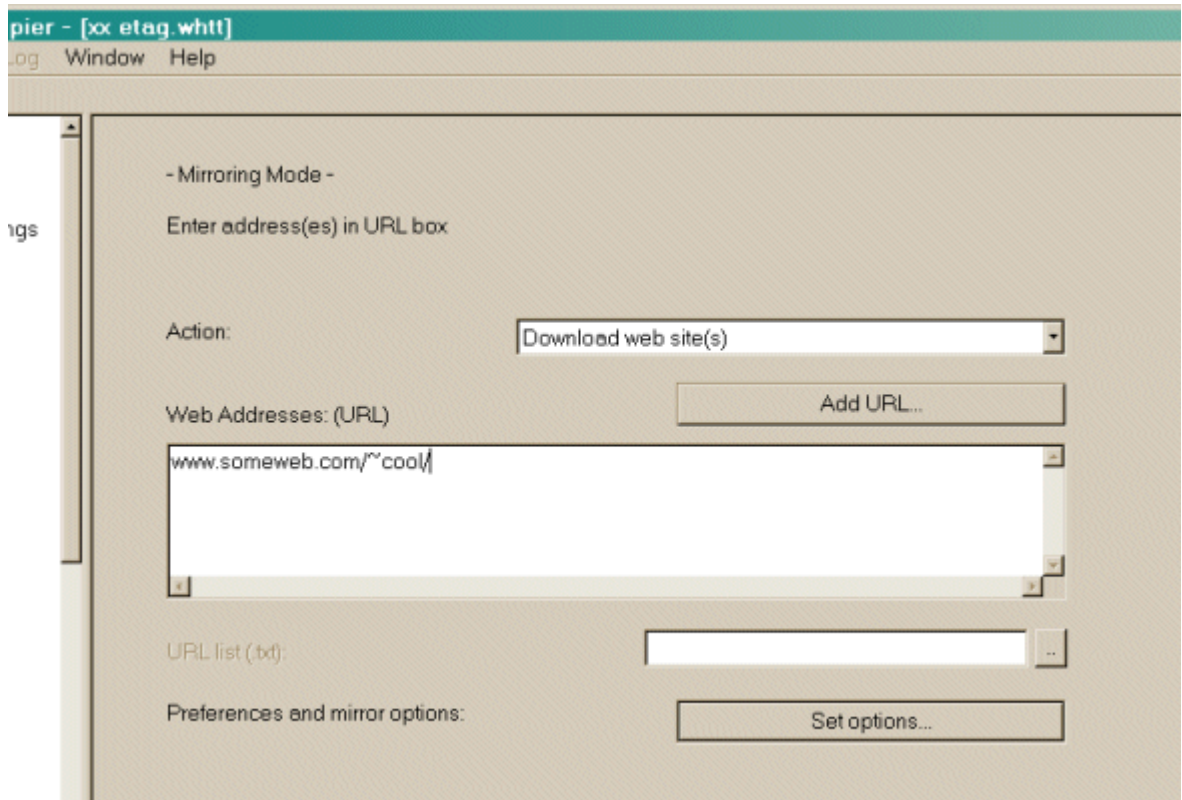 pier - [xx etag.whtt]
Log Window Help
ngs
- Mirroring Mode -
Enter address(es) in URL box
Action:
Download web site(s)
Add URL...
Web Addresses: (URL)
www.someweb.com/~cool/
URL list (.txt):
..
Preferences and mirror options:
Set options...